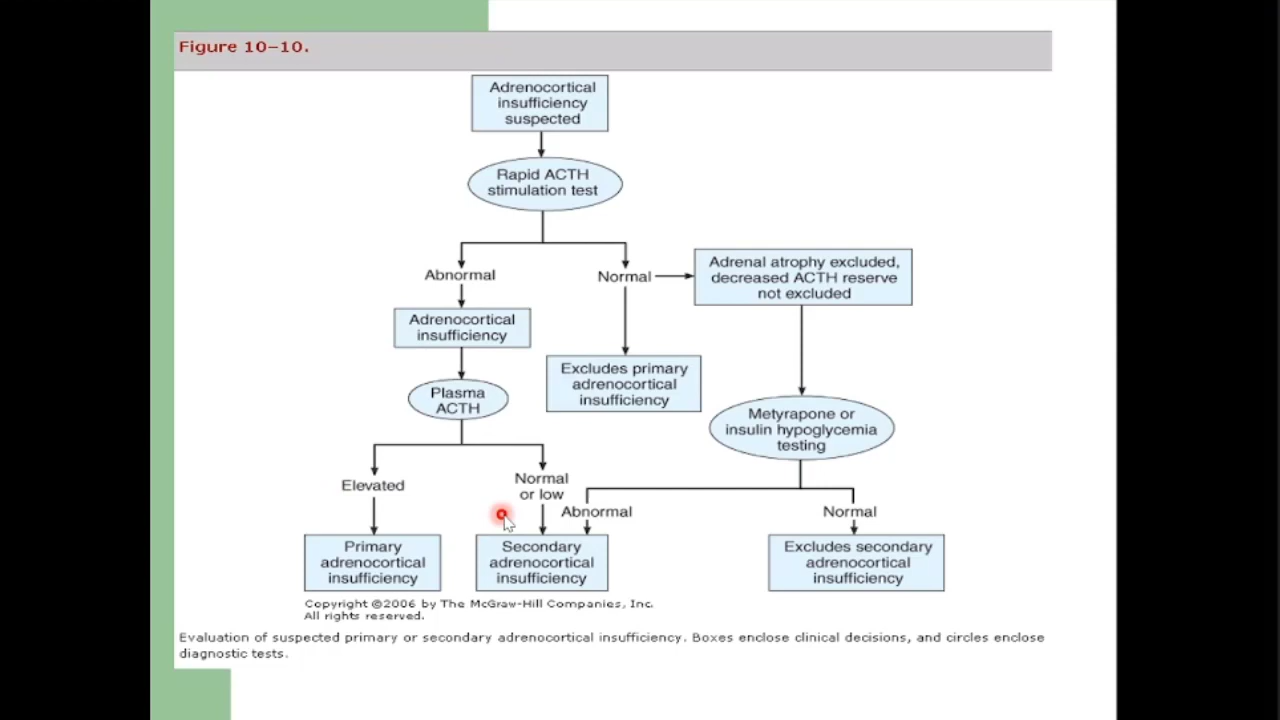 Figure 10–10.
Adrenocortical
insufficiency
suspected
Rapid ACTH
stimulation test
Abnormal
Normal
Adrenal atrophy excluded,
decreased ACTH reserve
not excluded
Adrenocortical
insufficiency
Excludes primary
adrenocortical
insufficiency
Plasma
ACTH
Metyrapone or
insulin hypoglycemia
testing
Elevated
Normal
or low
Abnormal
Normal
Primary
adrenocortical
insufficiency
Secondary
adrenocortical
insufficiency
Excludes secondary
adrenocortical
insufficiency
Copyright ©2006 by The McGraw-Hill Companies, Inc.
All rights reserved.
Evaluation of suspected primary or secondary adrenocortical insufficiency. Boxes enclose clinical decisions, and circles enclose
diagnostic tests.